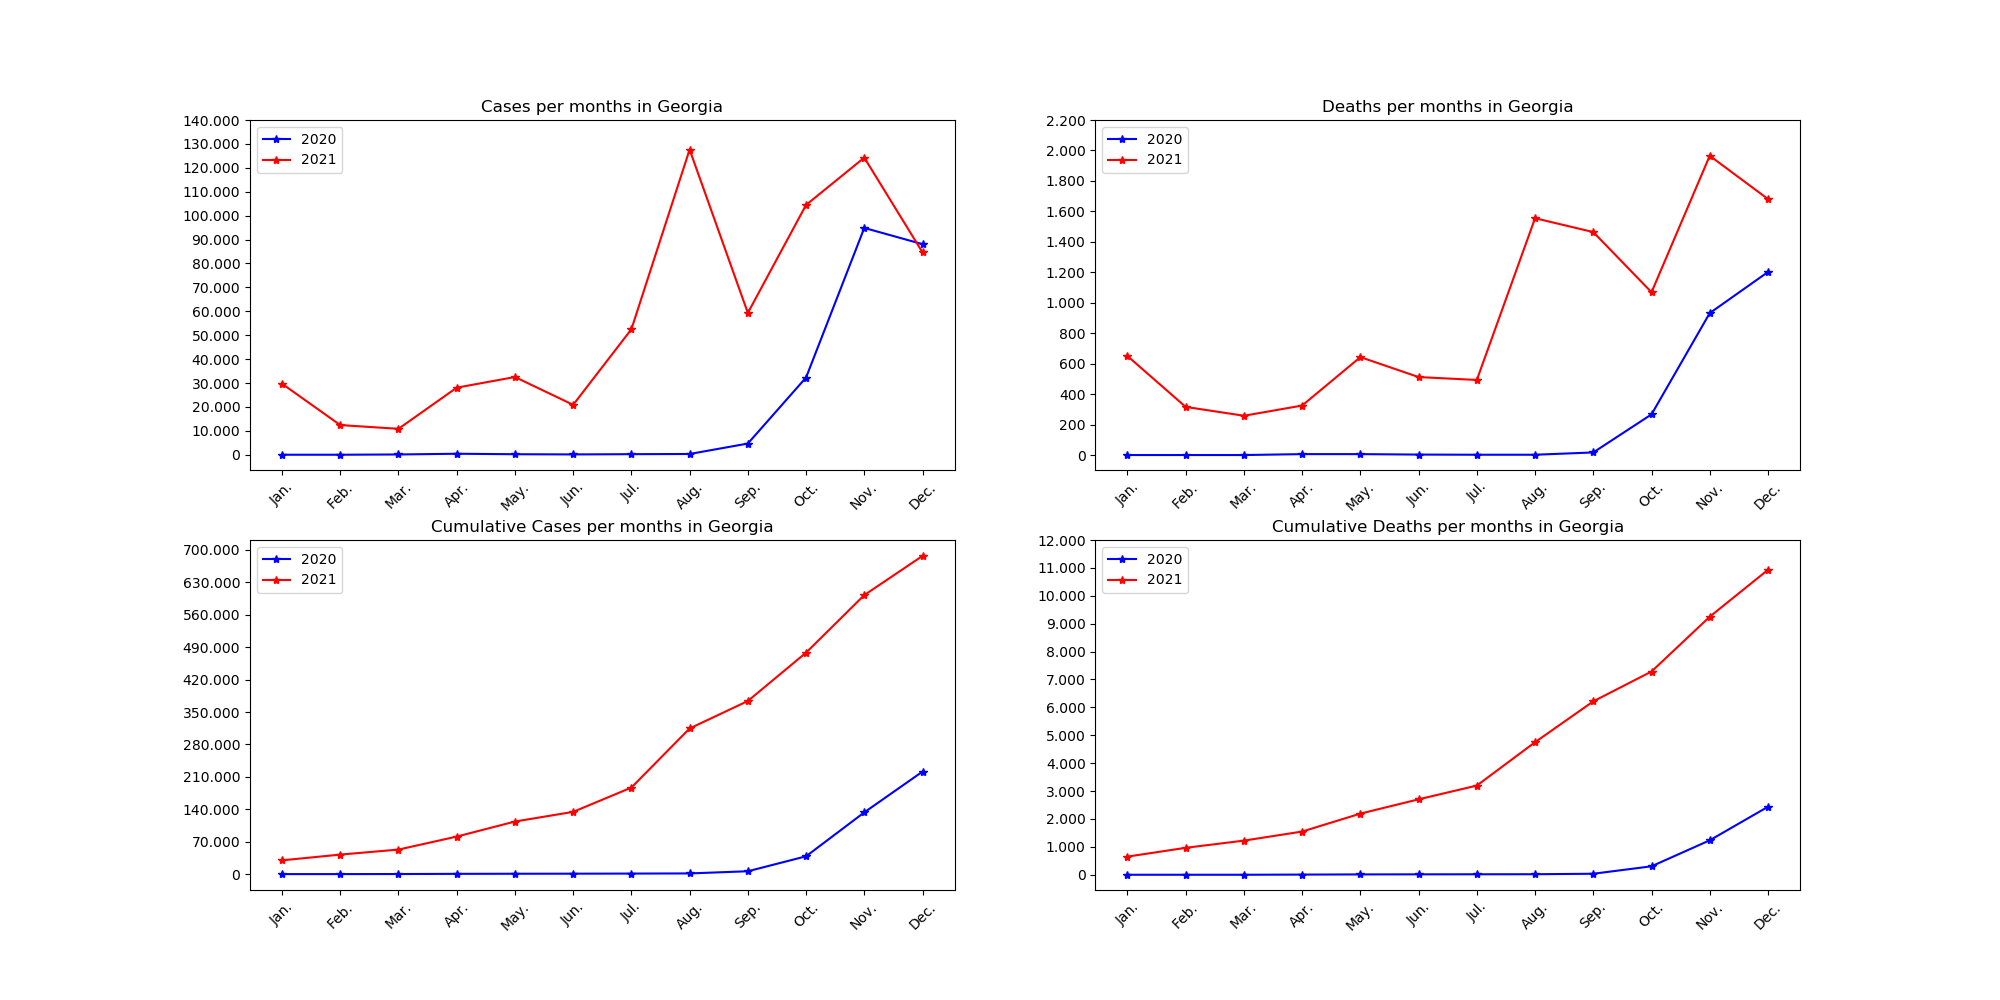 Cases per months in Georgia
140.000
130.000
120.000
110.000
100.000
90.000
80.000
70.000
60.000
50.000
40.000
30.000
20.000
10.000
0
2020
2021
Jan.
Feb.
Mar.
Apr.
May.
Jun.
Jul.
Aug.
Sep.
Oct.
Nov.
Dec.
Deaths per months in Georgia
2.200
2.000
1.800
1.600
1.400
1.200
1.000
800
600
400
200
0
2020
2021
Jan.
Feb.
Mar.
Apr.
May.
Jun.
Jul.
Aug.
Sep.
Oct.
Nov.
Dec.
Cumulative Cases per months in Georgia
700.000
630.000
560.000
490.000
420.000
350.000
280.000
210.000
140.000
70.000
0
2020
2021
Jan.
Feb.
Mar.
Apr.
May.
Jun.
Jul.
Aug.
Sep.
Oct.
Nov.
Dec.
Cumulative Deaths per months in Georgia
12.000
11.000
10.000
9.000
8.000
7.000
6.000
5.000
4.000
3.000
2.000
1.000
0
2020
2021
Jan.
Feb.
Mar.
Apr.
May.
Jun.
Jul.
Aug.
Sep.
Oct.
Nov.
Dec.